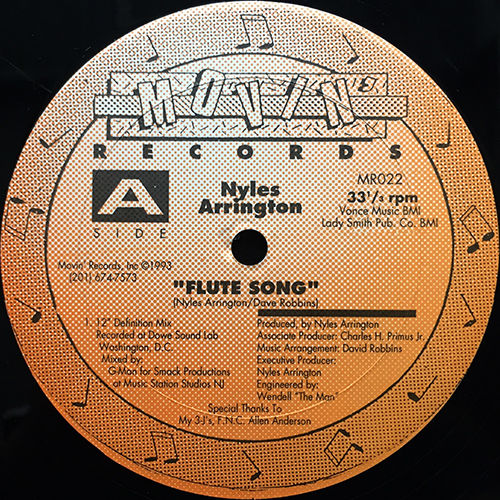 MOVIN
RECORDS
A
SIDE
Nyles
Arrington
MR022
33 1/3 rpm
Vonce Music BMI
Lady Smith Pub. Co. BMI
Movin' Records, Inc ©1993
(201) 674-7573
"FLUTE SONG"
(Nyles Arrington/Dave Robbins)
1. 12" Definition Mix
Recorded at Dowe Sound Lab
Washington, D.C.
Mixed by:
G-Man for Smack Productions
at Music Station Studios NJ
Produced, by Nyles Arrington
Associate Producer: Charles H. Primus Jr.
Music Arrangement: David Robbins
Executive Producer:
Nyles Arrington
Engineered by:
Wendell "The Man"
Special Thanks To
My 3-J's, F.N.C. Allen Anderson